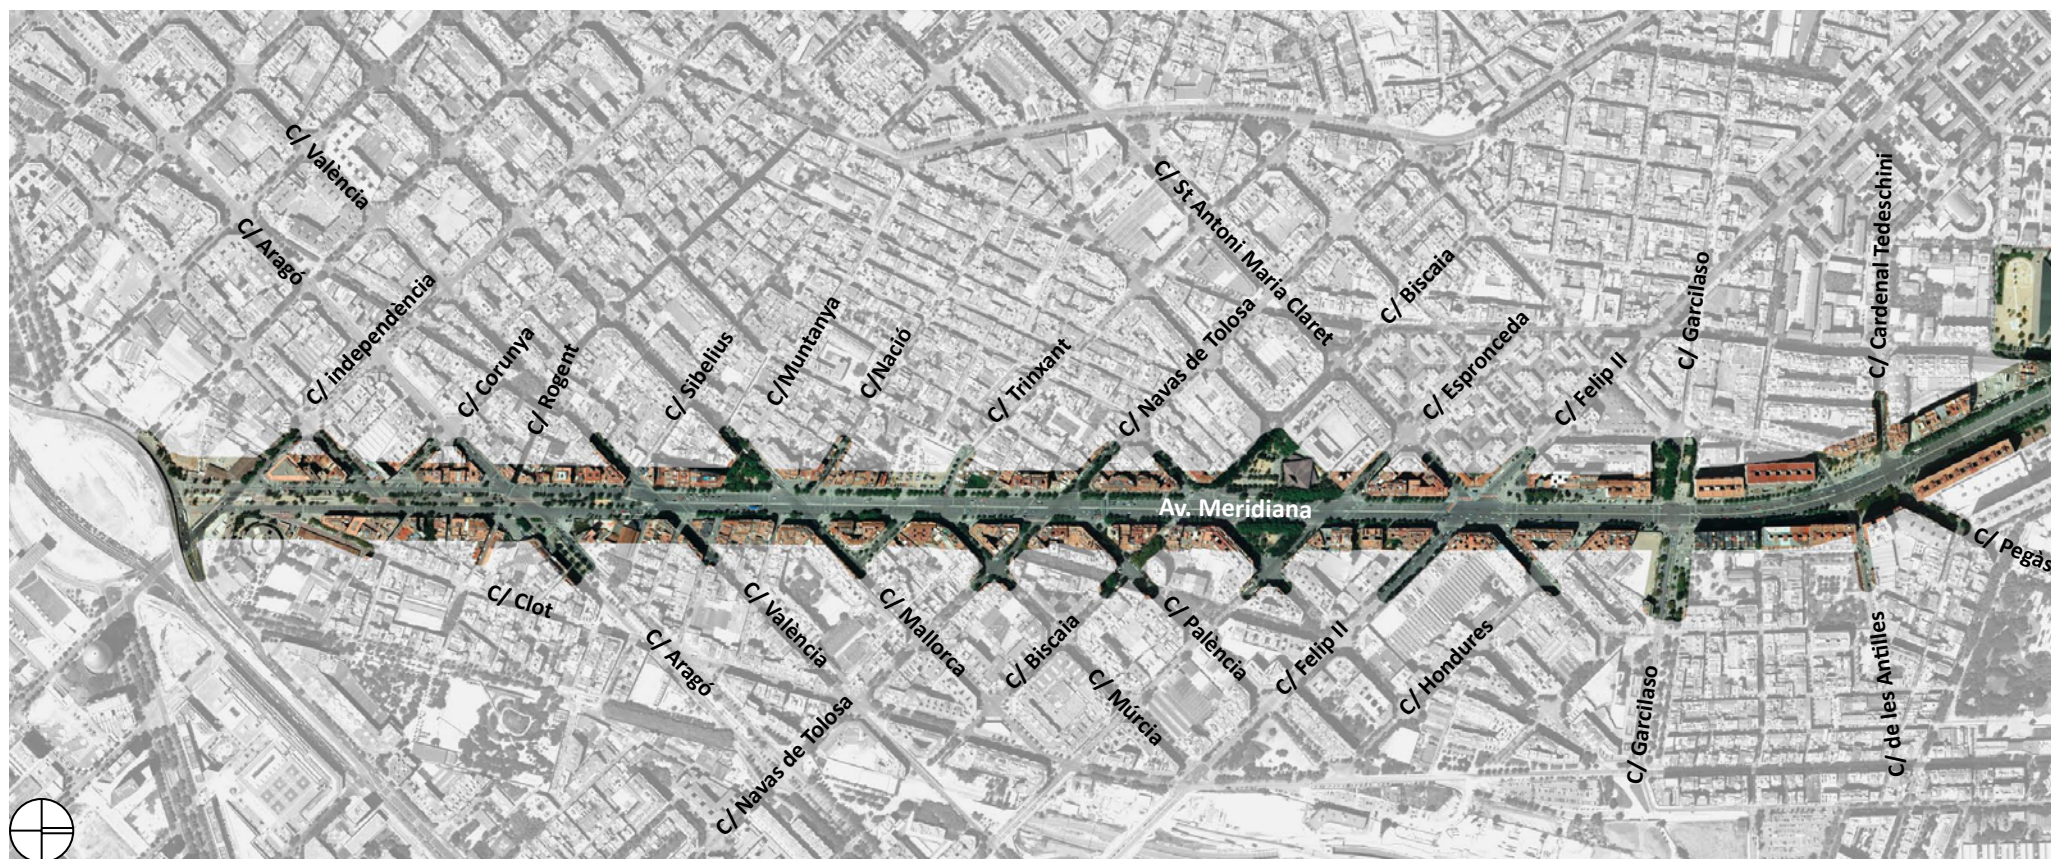 C/ València
C/ Aragó
C/ independència
C/ Corunya
C/ Rogent
C/ Sibelius
C/Muntanya
C/Nació
C/ Trinxant
C/ Navas de Tolosa
C/ St Antoni Maria Claret
C/ Biscaia
C/ Espronceda
C/ Felip II
C/ Garcilaso
C/ Cardenal Tedeschini
Av. Meridiana
C/ Pegàs
C/ Clot
C/ Aragó
C/ València
C/ Navas de Tolosa
C/ Mallorca
C/ Biscaia
C/ Múrcia
C/ Palència
C/ Felip II
C/ Hondures
C/ Garcilaso
C/ de les Antilles